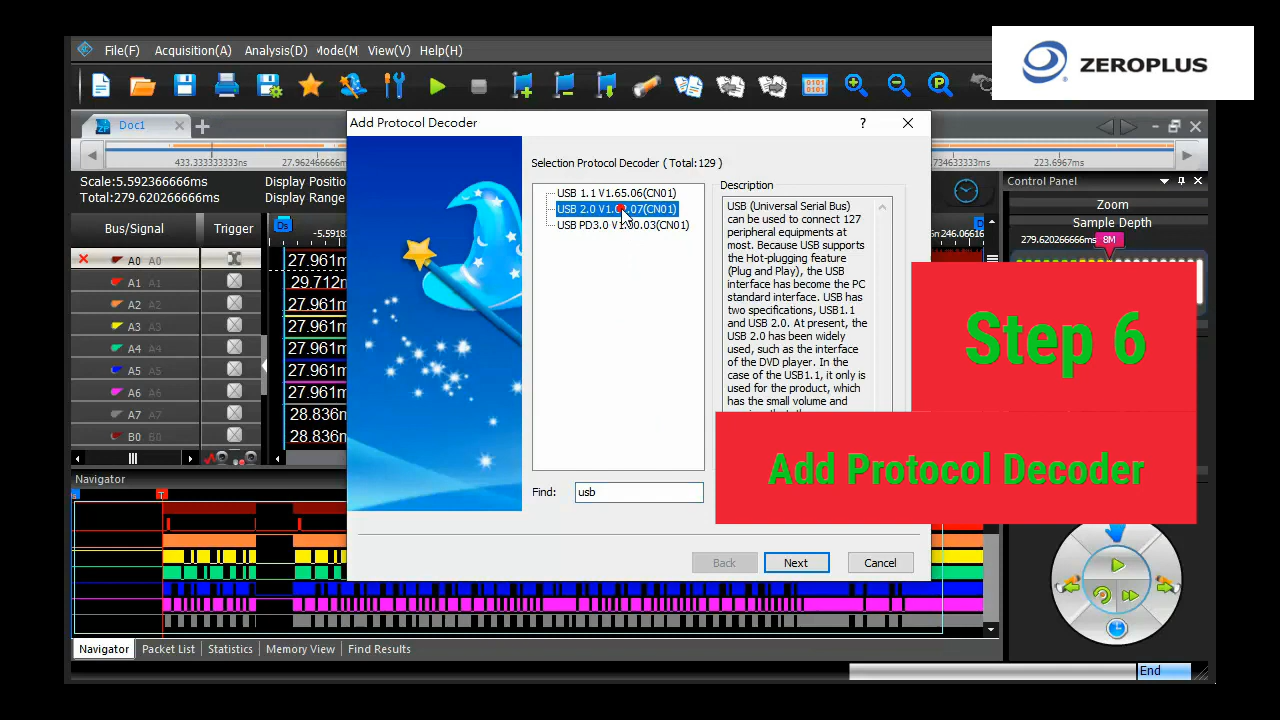 File(F) Acquisition(A) Analysis(D) Mode(M View(V) Help(H)
ZEROPLUS
Doc1
Add Protocol Decoder
433.33333333ns 27.962466666ms
223.6967ms
Scale:5.592366666ms
Display Positio
Total:279.620266666ms
Display Range
Control Panel
Zoom
Sample Depth
279.62026666ms
8M
Bus/Signal
Trigger
Ds
-5.5918
Selection Protocol Decoder ( Total:129 )
USB 1.1 V1.65.06(CN01)
USB PD3.0 V1.00.03(CN01)
Description
USB (Universal Serial Bus)
can be used to connect 127
peripheral equipments at
most. Because USB supports
the Hot-plugging feature
(Plug and Play), the USB
interface has become the PC
standard interface. USB has
two specifications, USB1.1
and USB 2.0. At present, the
USB 2.0 has been widely
used, such as the interface
of the DVD player. In the
case of the USB1.1, it only is
used for the product, which
has the small volume and
A0 A0 27.961m
A1 A1 29.712m
A2 A2 27.961m
A3 A3 27.961m
A4 A4 27.961m
A5 A5 27.961m
A6 A6 27.961m
A7 A7 28.836m
B0 B0 28.836m
Step 6
Add Protocol Decoder
Find: usb
Back Next Cancel
Navigator
T
Navigator Packet List Statistics Memory View Find Results
End